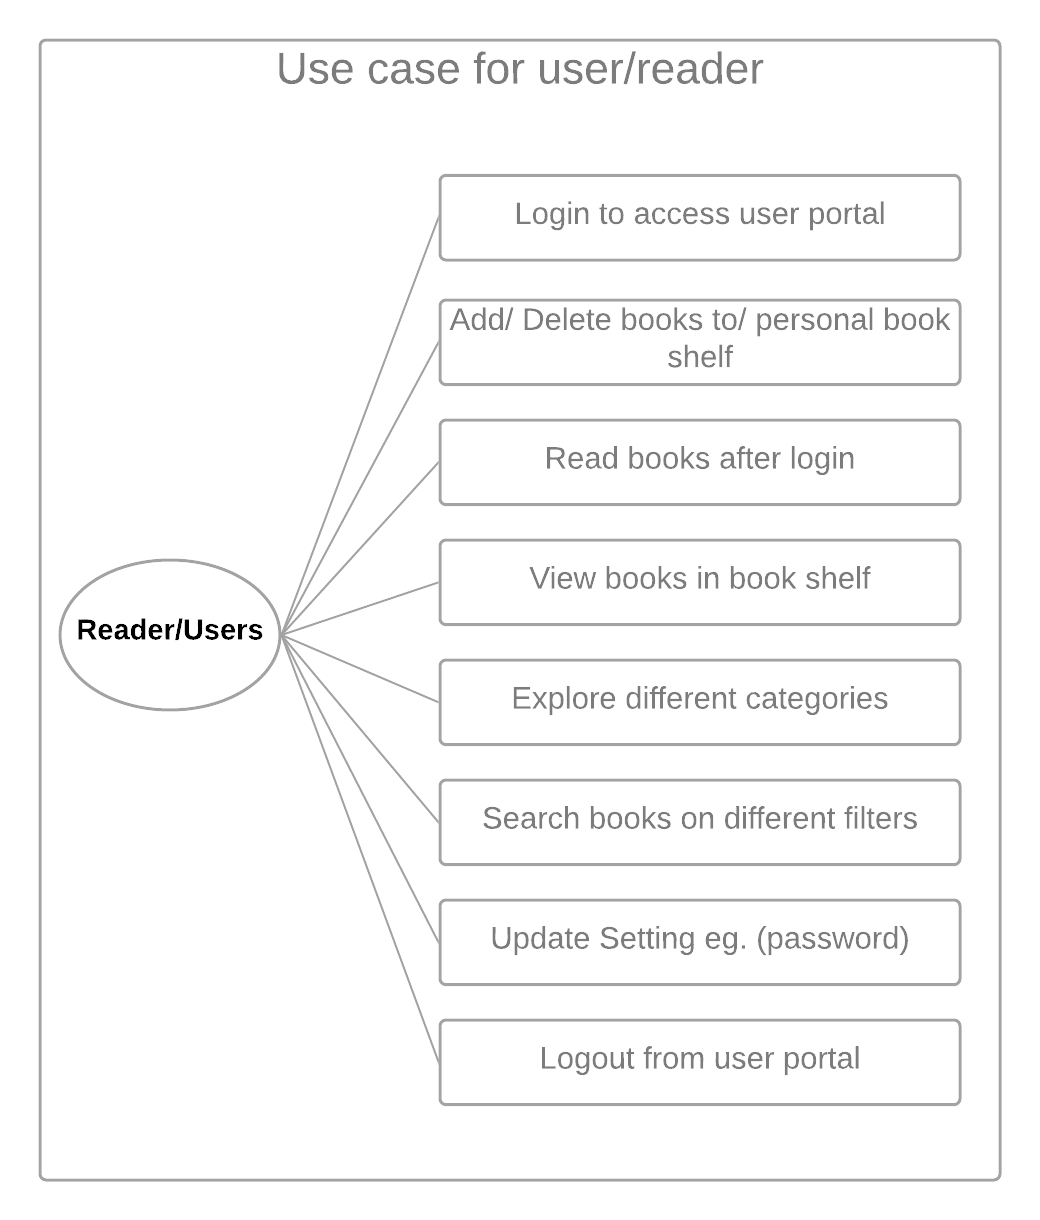 Use case for user/reader
Login to access user portal
Add/ Delete books to/ personal book
shelf
Read books after login
View books in book shelf
Reader/Users
Explore different categories
Search books on different filters
Update Setting eg. (password)
Logout from user portal